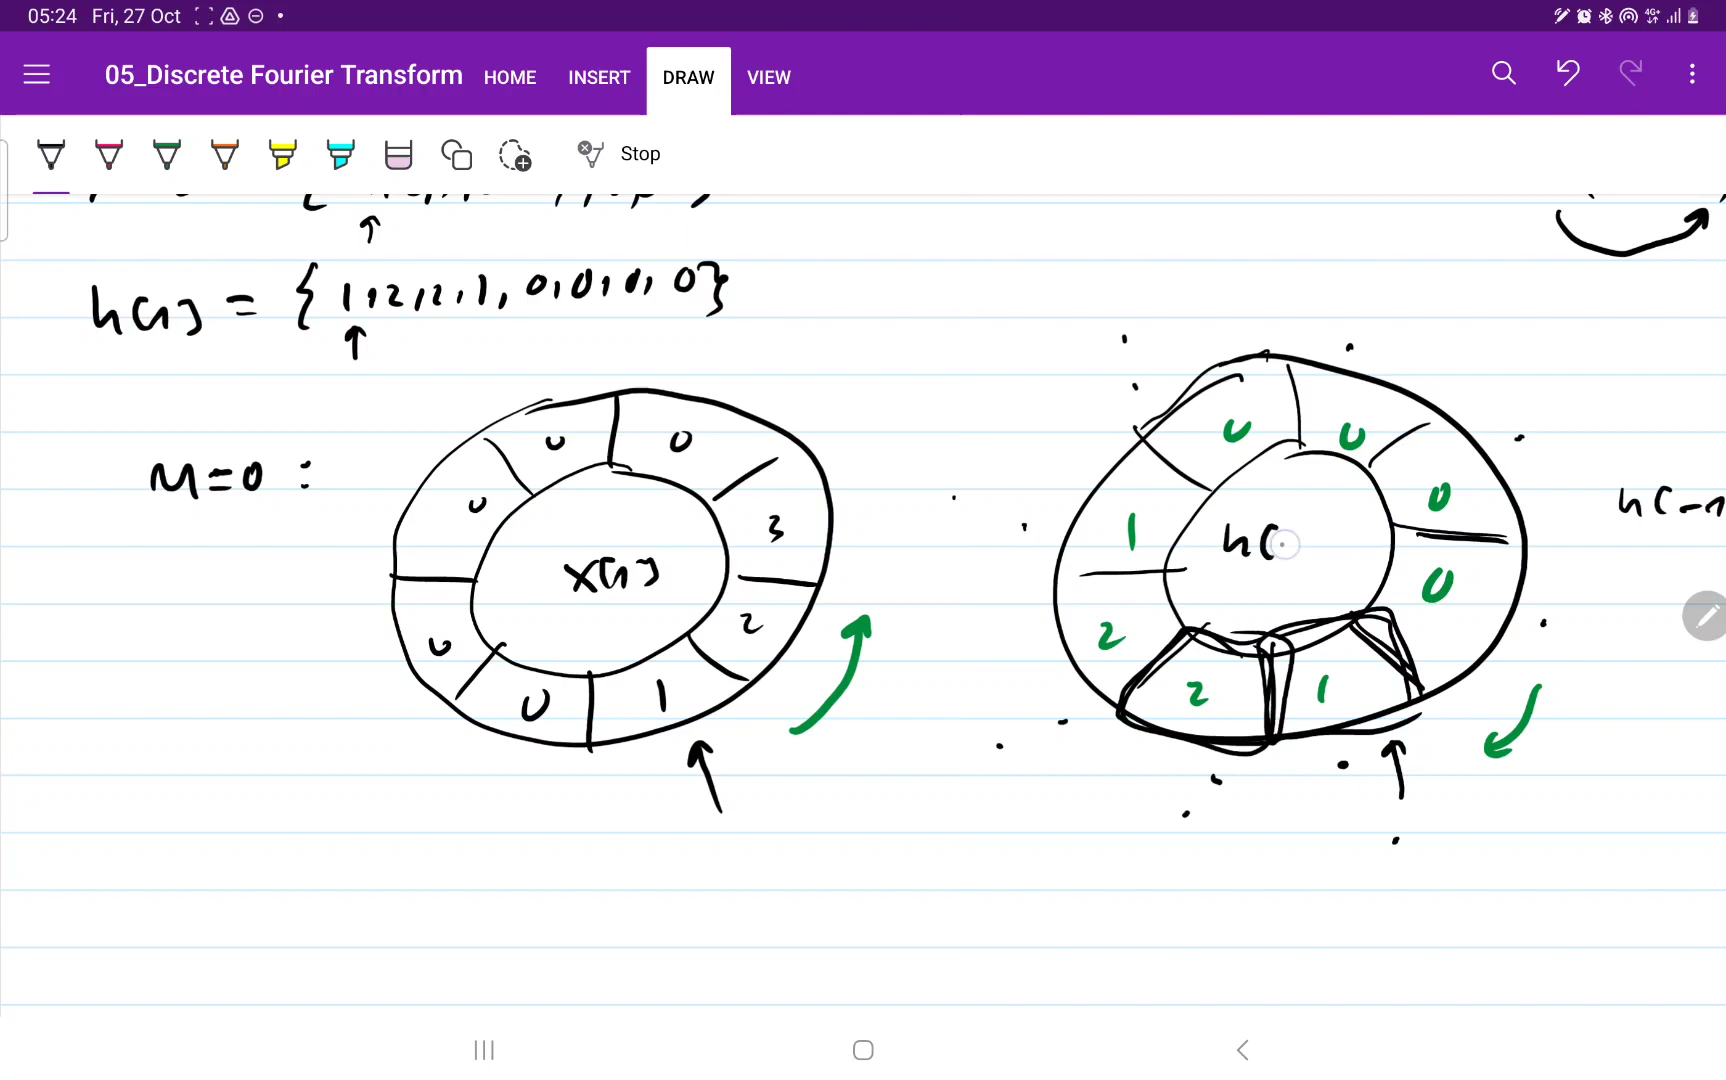 05:24 Fri, 27 Oct
4G+
05_Discrete Fourier Transform HOME INSERT DRAW VIEW
Stop
h[n] = { 1, 2, 2, 1, 0, 0, 0, 0 }
M=0 :
0 0 3 2 1 0 0 0
x[n]
0 0 0 0 1 2 2 1
h[
h[-n